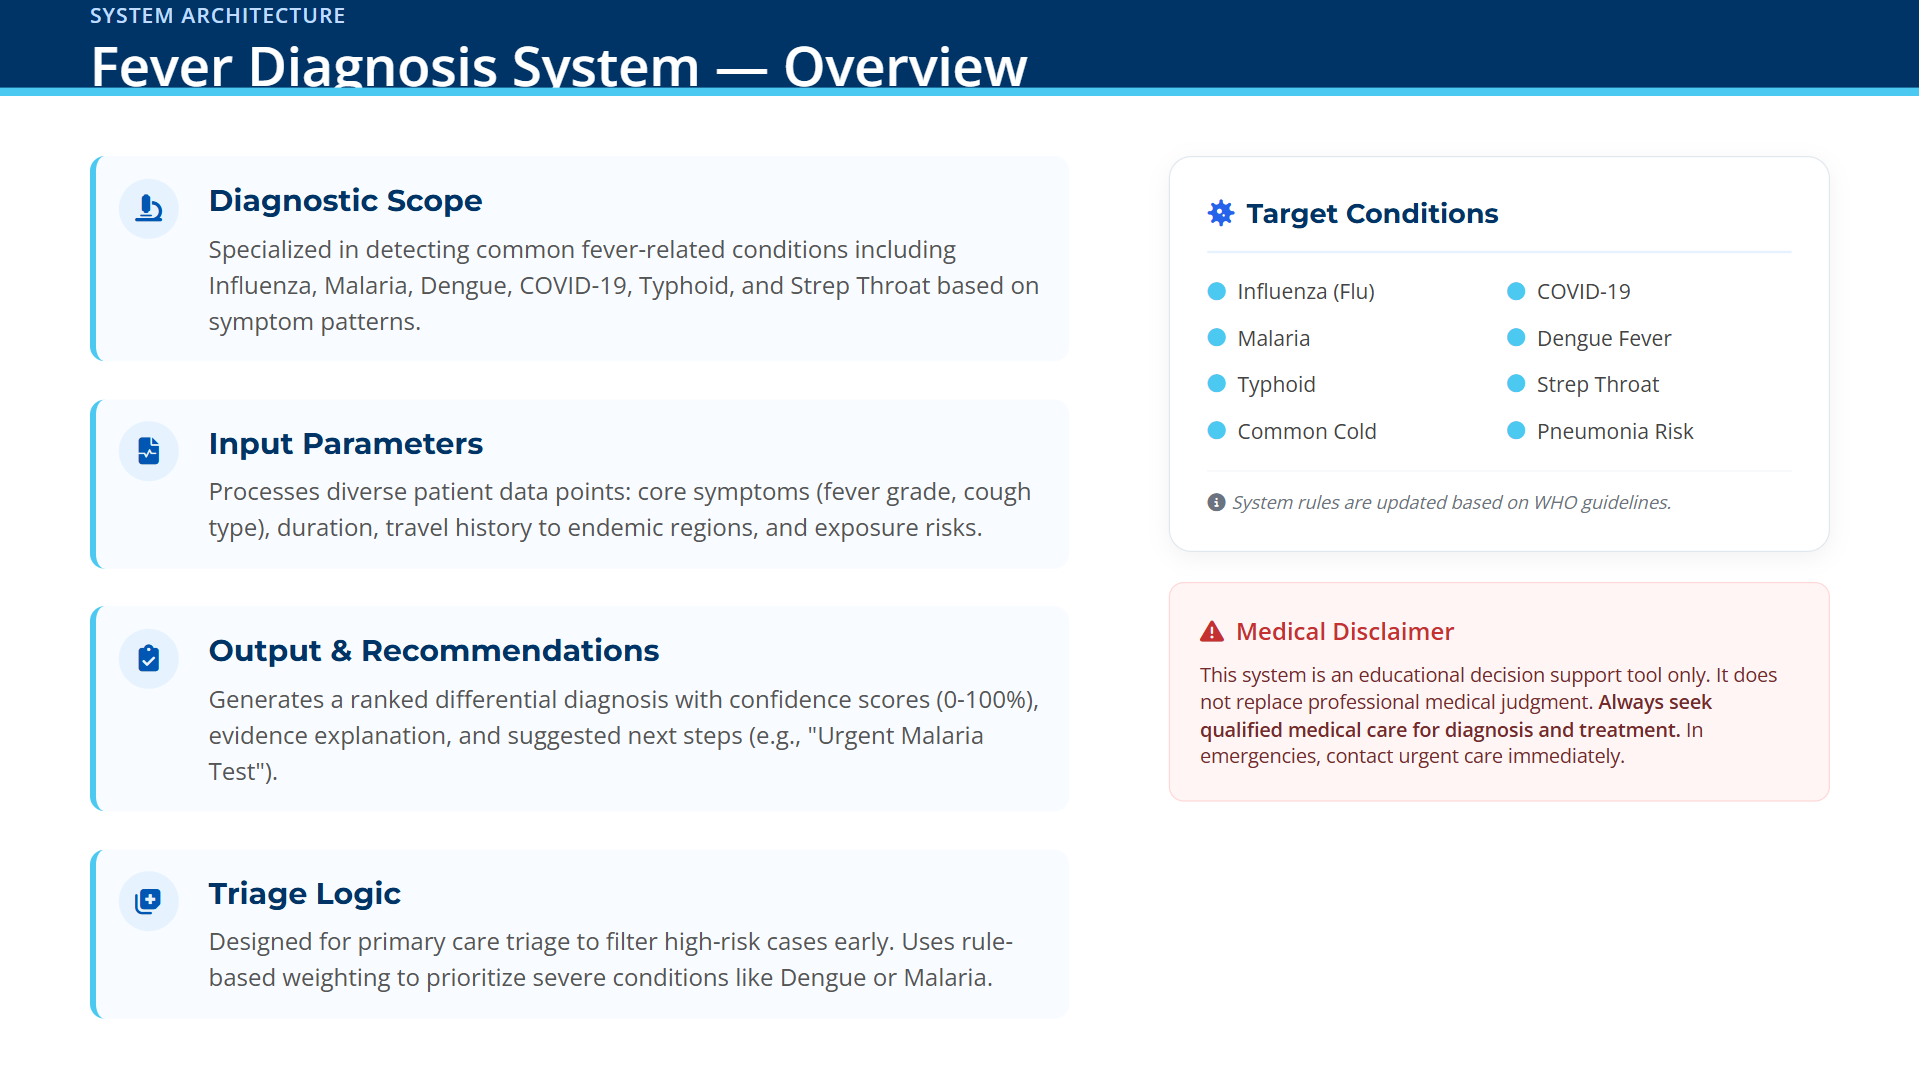 SYSTEM ARCHITECTURE
Fever Diagnosis System — Overview
Diagnostic Scope
Specialized in detecting common fever-related conditions including
Influenza, Malaria, Dengue, COVID-19, Typhoid, and Strep Throat based on
symptom patterns.
Input Parameters
Processes diverse patient data points: core symptoms (fever grade, cough
type), duration, travel history to endemic regions, and exposure risks.
Output & Recommendations
Generates a ranked differential diagnosis with confidence scores (0-100%),
evidence explanation, and suggested next steps (e.g., "Urgent Malaria
Test").
Triage Logic
Designed for primary care triage to filter high-risk cases early. Uses rule-
based weighting to prioritize severe conditions like Dengue or Malaria.
Target Conditions
Influenza (Flu)
COVID-19
Malaria
Dengue Fever
Typhoid
Strep Throat
Common Cold
Pneumonia Risk
System rules are updated based on WHO guidelines.
Medical Disclaimer
This system is an educational decision support tool only. It does
not replace professional medical judgment. Always seek
qualified medical care for diagnosis and treatment. In
emergencies, contact urgent care immediately.